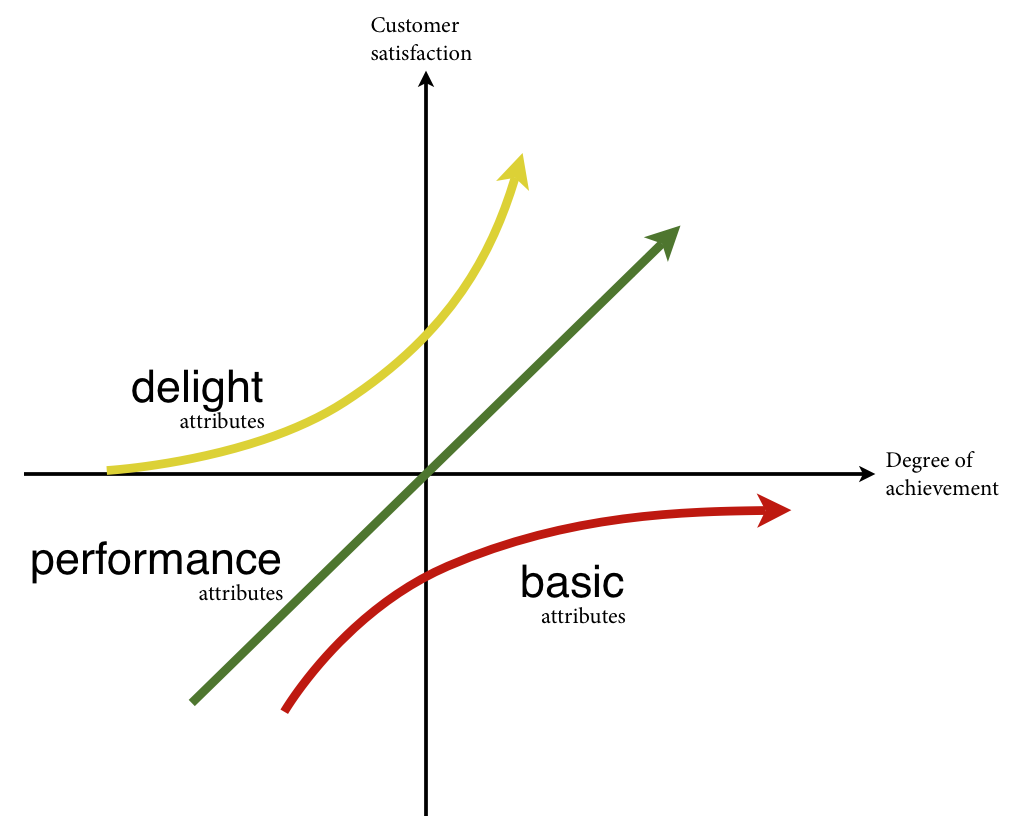 Customer
satisfaction
delight
attributes
Degree of
achievement
performance
attributes
basic
attributes